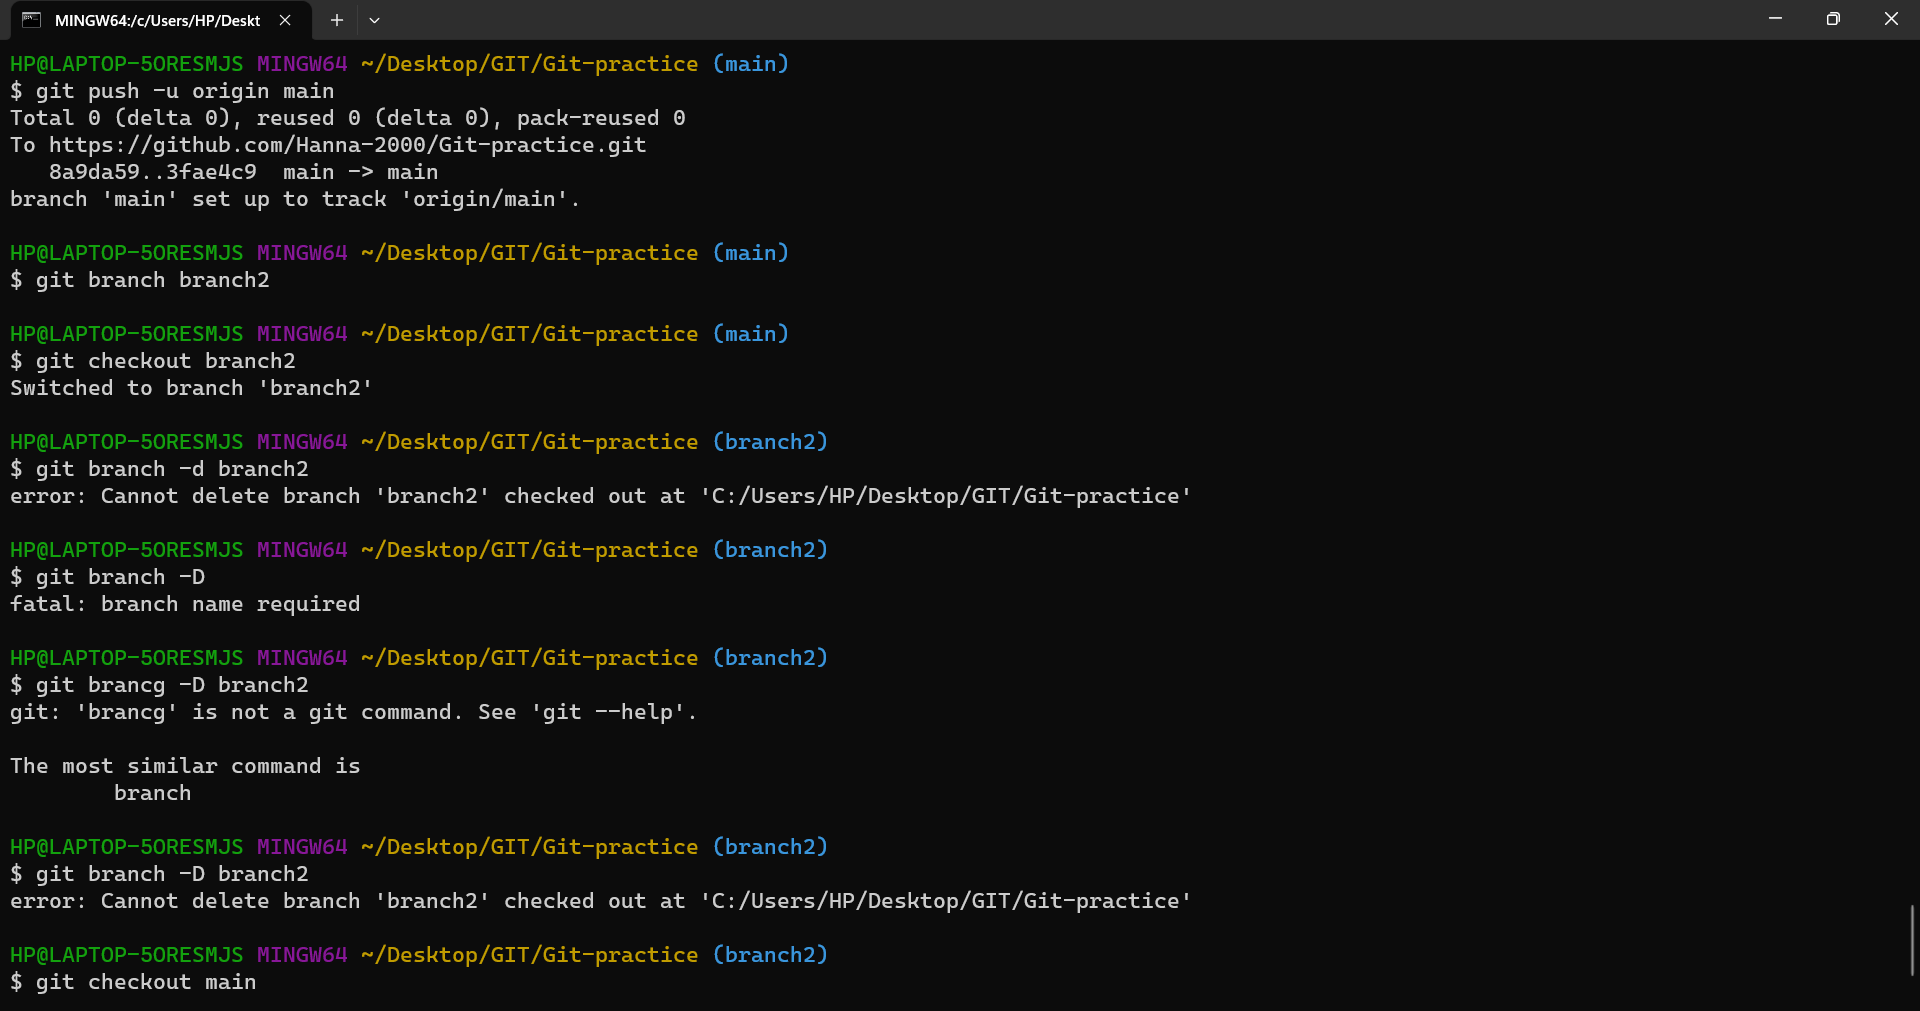 MINGW64:/c/Users/HP/Deskt
HP@LAPTOP-5ORESMJS MINGW64 ~/Desktop/GIT/Git-practice (main)
$ git push -u origin main
Total 0 (delta 0), reused 0 (delta 0), pack-reused 0
To https://github.com/Hanna-2000/Git-practice.git
   8a9da59..3fae4c9  main -> main
branch 'main' set up to track 'origin/main'.
HP@LAPTOP-5ORESMJS MINGW64 ~/Desktop/GIT/Git-practice (main)
$ git branch branch2
HP@LAPTOP-5ORESMJS MINGW64 ~/Desktop/GIT/Git-practice (main)
$ git checkout branch2
Switched to branch 'branch2'
HP@LAPTOP-5ORESMJS MINGW64 ~/Desktop/GIT/Git-practice (branch2)
$ git branch -d branch2
error: Cannot delete branch 'branch2' checked out at 'C:/Users/HP/Desktop/GIT/Git-practice'
HP@LAPTOP-5ORESMJS MINGW64 ~/Desktop/GIT/Git-practice (branch2)
$ git branch -D
fatal: branch name required
HP@LAPTOP-5ORESMJS MINGW64 ~/Desktop/GIT/Git-practice (branch2)
$ git brancg -D branch2
git: 'brancg' is not a git command. See 'git --help'.
The most similar command is
        branch
HP@LAPTOP-5ORESMJS MINGW64 ~/Desktop/GIT/Git-practice (branch2)
$ git branch -D branch2
error: Cannot delete branch 'branch2' checked out at 'C:/Users/HP/Desktop/GIT/Git-practice'
HP@LAPTOP-5ORESMJS MINGW64 ~/Desktop/GIT/Git-practice (branch2)
$ git checkout main